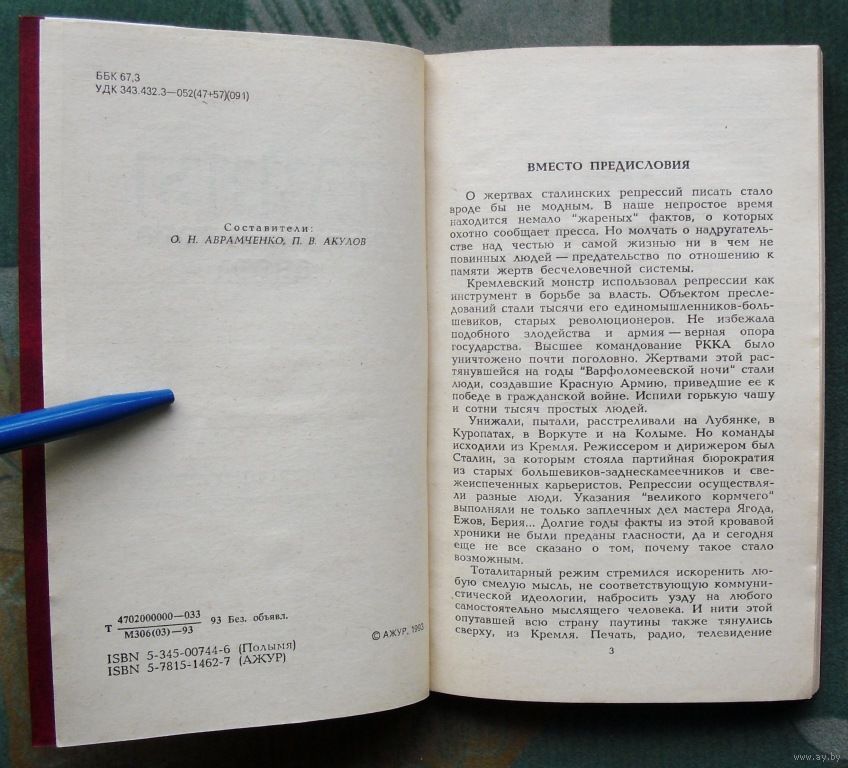 ББК 67,3
УДК 343.432.3—052(47+57)(091)
Составители:
О. Н. АВРАМЧЕНКО, П. В. АКУЛОВ
Т 4702000000—033 93 Без. объявл.
М306(03)—93
© АЖУР, 1993
ISBN 5-345-00744-6 (Полымя)
ISBN 5-7815-1462-7 (АЖУР)
ВМЕСТО ПРЕДИСЛОВИЯ
О жертвах сталинских репрессий писать стало
вроде бы не модным. В наше непростое время
находится немало "жареных" фактов, о которых
охотно сообщает пресса. Но молчать о надругатель-
стве над честью и самой жизнью ни в чем не
повинных людей — предательство по отношению к
памяти жертв бесчеловечной системы.
Кремлевский монстр использовал репрессии как
инструмент в борьбе за власть. Объектом пресле-
дований стали тысячи его единомышленников-боль-
шевиков, старых революционеров. Не избежала
подобного злодейства и армия — верная опора
государства. Высшее командование РККА было
уничтожено почти поголовно. Жертвами этой рас-
тянувшейся на годы "Варфоломеевской ночи" стали
люди, создавшие Красную Армию, приведшие ее к
победе в гражданской войне. Испили горькую чашу
и сотни тысяч простых людей.
Унижали, пытали, расстреливали на Лубянке, в
Куропатах, в Воркуте и на Колыме. Но команды
исходили из Кремля. Режиссером и дирижером был
Сталин, за которым стояла партийная бюрократия
из старых большевиков-заднескамеечников и све-
жеиспеченных карьеристов. Репрессии осуществля-
ли разные люди. Указания "великого кормчего"
выполняли не только заплечных дел мастера Ягода,
Ежов, Берия... Долгие годы факты из этой кровавой
хроники не были преданы гласности, да и сегодня
еще не все сказано о том, почему такое стало
возможным.
Тоталитарный режим стремился искоренить лю-
бую смелую мысль, не соответствующую коммуни-
стической идеологии, набросить узду на любого
самостоятельно мыслящего человека. И нити этой
опутавшей всю страну паутины также тянулись
сверху, из Кремля. Печать, радио, телевидение
3
www.ay.by